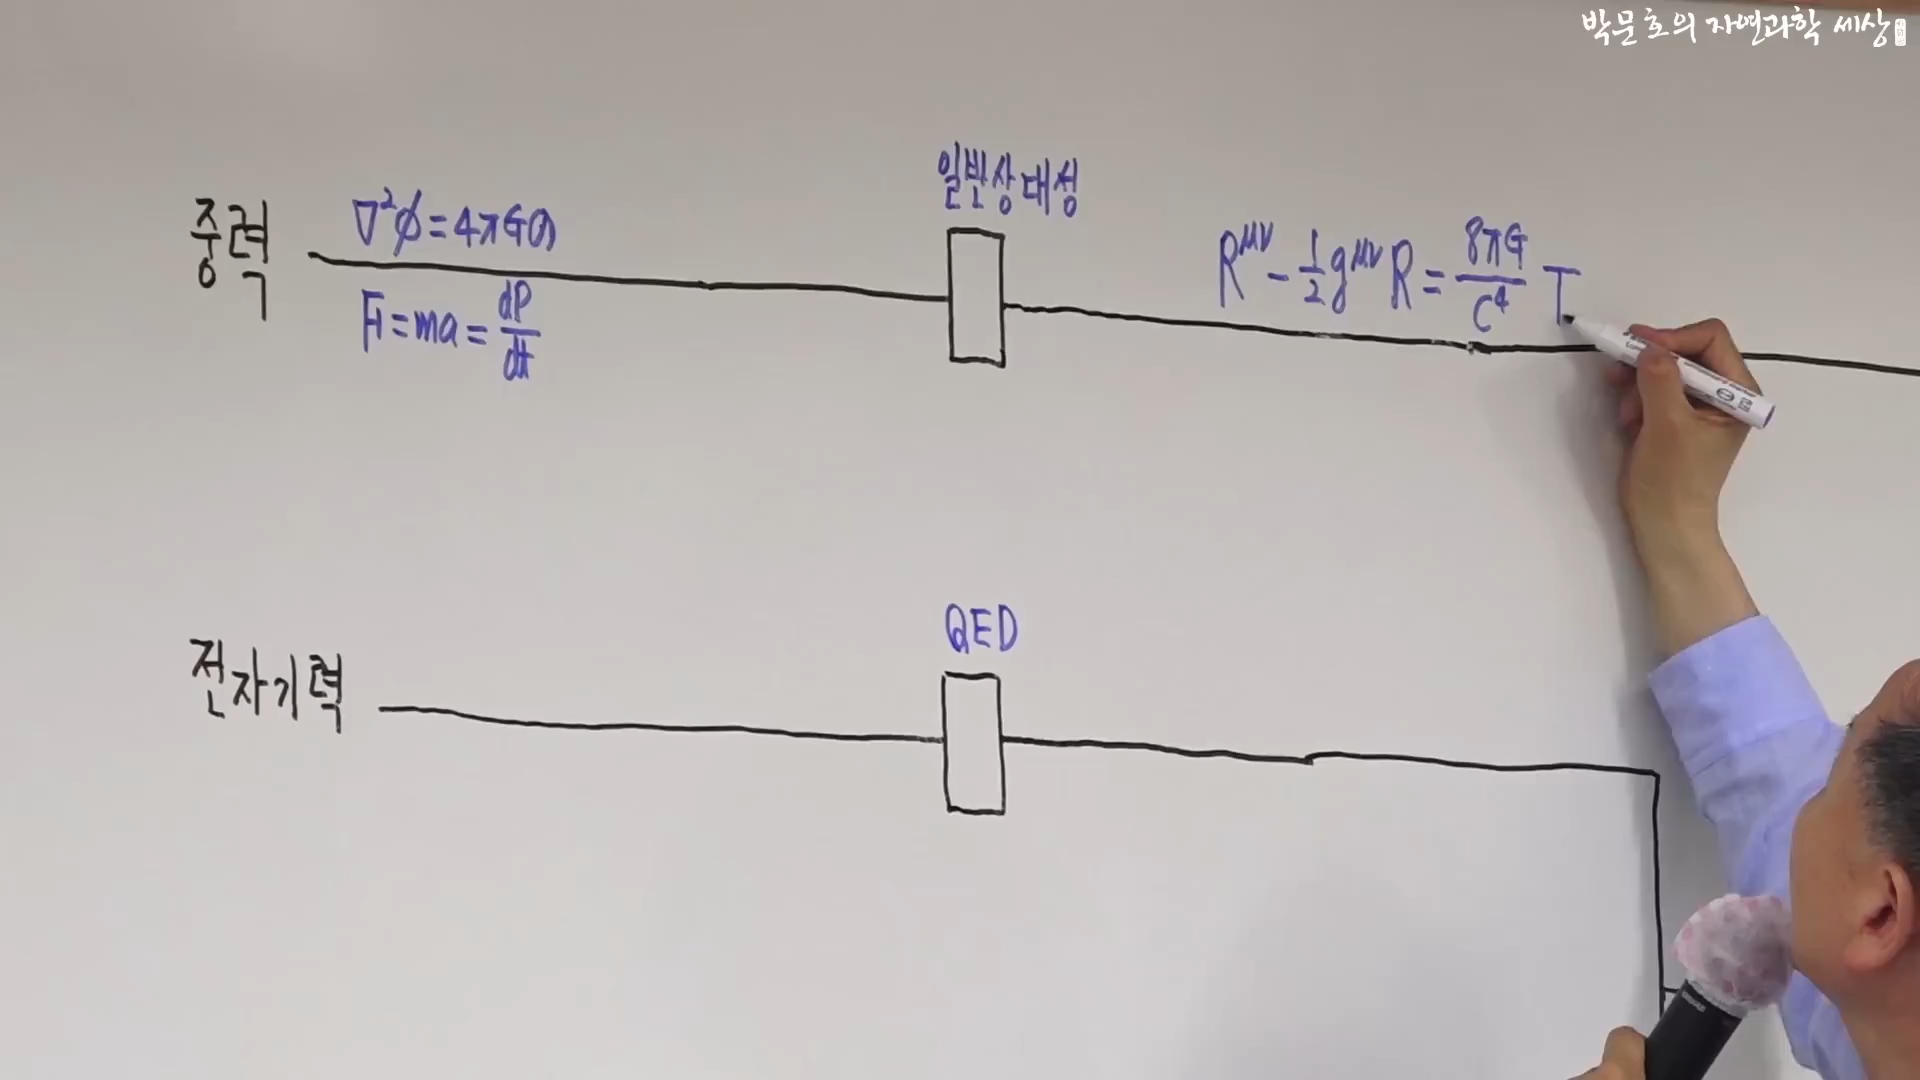 박문호의 자연과학 세상
일반상대성
중력
∇²φ=4πGρ
R^μν - 1/2 g^μν R = 8πG/C⁴ T
F=ma=dP/dt
QED
전자기력